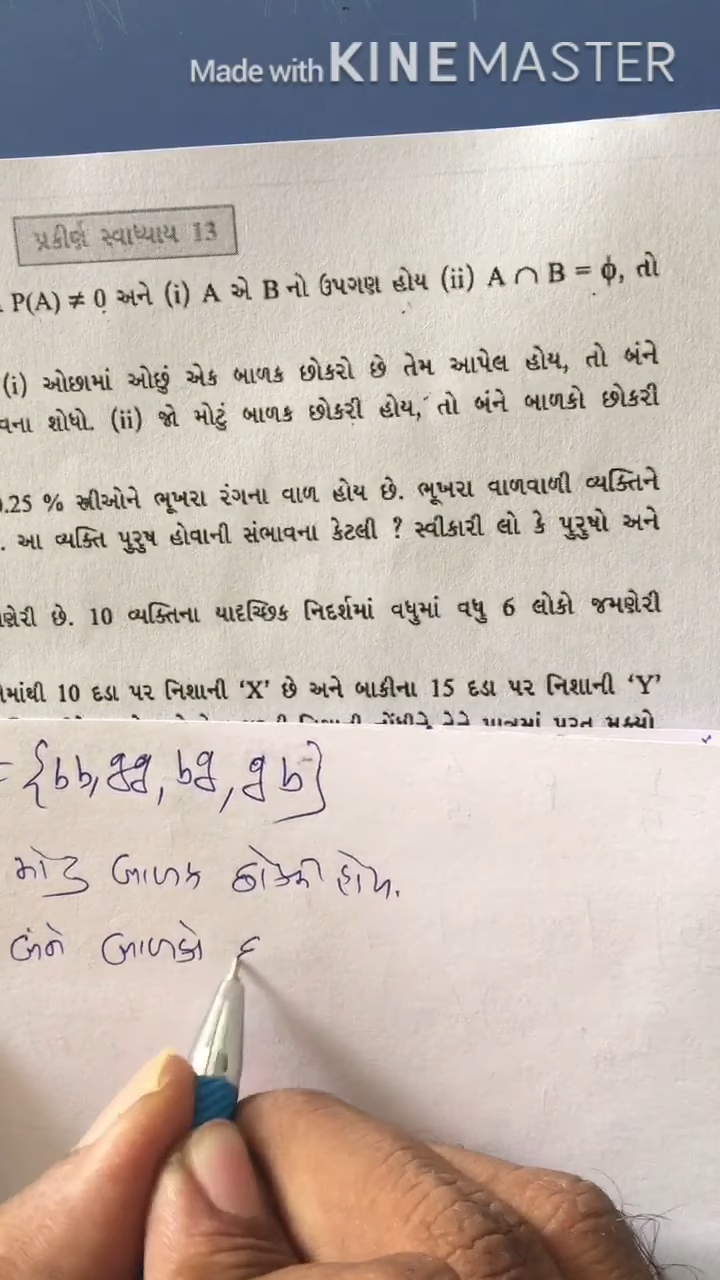 Made with KINEMASTER
પ્રકીર્ણ સ્વાધ્યાય 13
P(A) ≠ 0 અને (i) A એ B નો ઉપગણ હોય (ii) A ∩ B = ϕ, તો
(i) ઓછામાં ઓછું એક બાળક છોકરો છે તેમ આપેલ હોય, તો બંને
વના શોધો. (ii) જો મોટું બાળક છોકરી હોય, તો બંને બાળકો છોકરી
.25 % સ્ત્રીઓને ભૂખરા રંગના વાળ હોય છે. ભૂખરા વાળવાળી વ્યક્તિને
. આ વ્યક્તિ પુરુષ હોવાની સંભાવના કેટલી ? સ્વીકારી લો કે પુરુષો અને
ણેરી છે. 10 વ્યક્તિના યાદચ્છિક નિદર્શમાં વધુમાં વધુ 6 લોકો જમણેરી
માંથી 10 દડા પર નિશાની ‘X’ છે અને બાકીના 15 દડા પર નિશાની ‘Y’
= {bb, gg, bg, gb}
મોટું બાળક છોકરી હોય.
બંને બાળકો